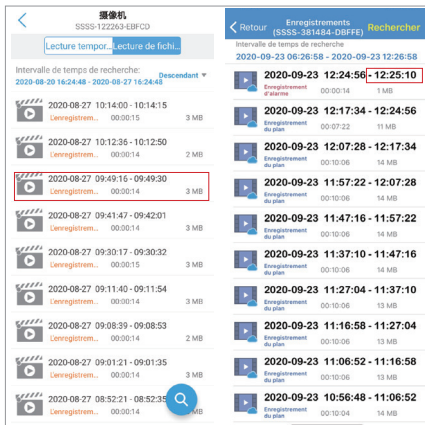 摄像机
SSSS-122263-EBFCD
Lecture tempor...
Lecture de fichi...
Intervalle de temps de recherche:
2020-08-20 16:24:48 - 2020-08-27 16:24:48
Descendant ▼
2020-08-27 10:14:00 - 10:14:15
L'enregistrem... 00:00:15 3 MB
2020-08-27 10:12:36 - 10:12:50
L'enregistrem... 00:00:14 2 MB
2020-08-27 09:49:16 - 09:49:30
L'enregistrem... 00:00:14 3 MB
2020-08-27 09:41:47 - 09:42:01
L'enregistrem... 00:00:14 3 MB
2020-08-27 09:30:17 - 09:30:32
L'enregistrem... 00:00:15 3 MB
2020-08-27 09:11:40 - 09:11:54
L'enregistrem... 00:00:14 3 MB
2020-08-27 09:08:39 - 09:08:53
L'enregistrem... 00:00:14 2 MB
2020-08-27 09:01:21 - 09:01:35
L'enregistrem... 00:00:14 3 MB
2020-08-27 08:52:21 - 08:52:35
L'enregistrem... 00:00:14 MB
Retour
Enregistrements
(SSSS-381484-DBFFE)
Rechercher
Intervalle de temps de recherche
2020-09-23 06:26:58 - 2020-09-23 12:26:58
2020-09-23 12:24:56 - 12:25:10
Enregistrement d'alarme 00:00:14 1 MB
2020-09-23 12:17:34 - 12:24:56
Enregistrement du plan 00:07:22 11 MB
2020-09-23 12:07:28 - 12:17:34
Enregistrement du plan 00:10:06 14 MB
2020-09-23 11:57:22 - 12:07:28
Enregistrement du plan 00:10:06 14 MB
2020-09-23 11:47:16 - 11:57:22
Enregistrement du plan 00:10:06 14 MB
2020-09-23 11:37:10 - 11:47:16
Enregistrement du plan 00:10:06 14 MB
2020-09-23 11:27:04 - 11:37:10
Enregistrement du plan 00:10:06 13 MB
2020-09-23 11:16:58 - 11:27:04
Enregistrement du plan 00:10:06 13 MB
2020-09-23 11:06:52 - 11:16:58
Enregistrement du plan 00:10:06 13 MB
2020-09-23 10:56:48 - 11:06:52
Enregistrement du plan 00:10:04 14 MB